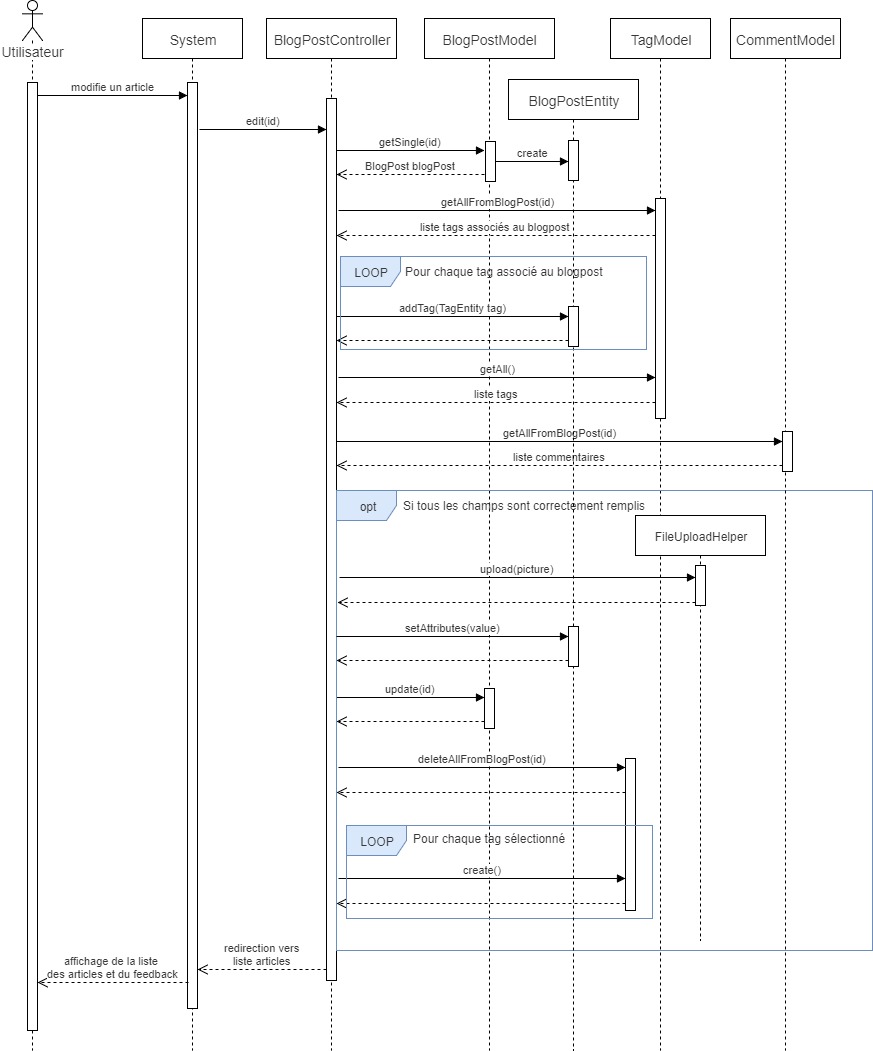 Utilisateur
System
BlogPostController
BlogPostModel
TagModel
CommentModel
modifie un article
BlogPostEntity
edit(id)
getSingle(id)
create
BlogPost blogPost
getAllFromBlogPost(id)
liste tags associés au blogpost
LOOP
Pour chaque tag associé au blogpost
addTag(TagEntity tag)
getAll()
liste tags
getAllFromBlogPost(id)
liste commentaires
opt
Si tous les champs sont correctement remplis
FileUploadHelper
upload(picture)
setAttributes(value)
update(id)
deleteAllFromBlogPost(id)
LOOP
Pour chaque tag sélectionné
create()
redirection vers
liste articles
affichage de la liste
des articles et du feedback